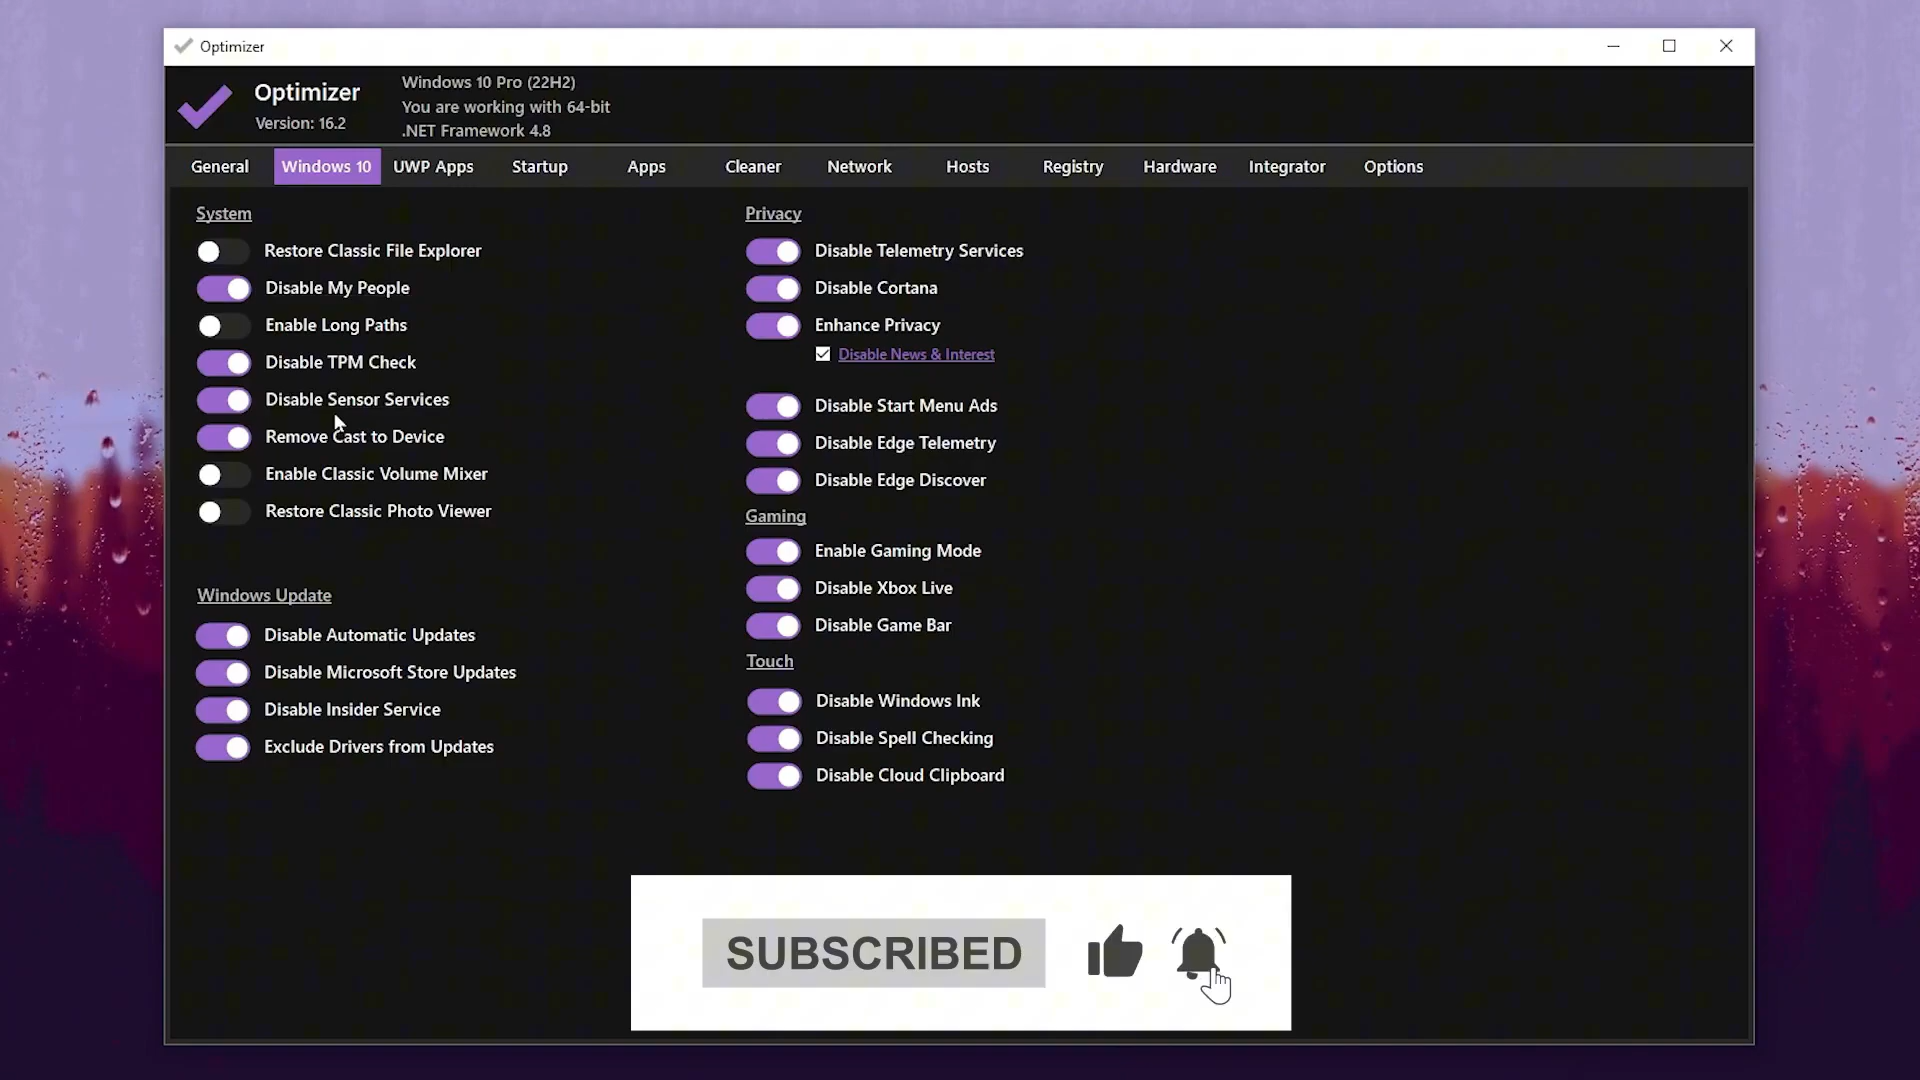 Optimizer
Optimizer
Version: 16.2
Windows 10 Pro (22H2)
You are working with 64-bit
.NET Framework 4.8
General Windows 10 UWP Apps Startup Apps Cleaner Network Hosts Registry Hardware Integrator Options
System
Restore Classic File Explorer
Disable My People
Enable Long Paths
Disable TPM Check
Disable Sensor Services
Remove Cast to Device
Enable Classic Volume Mixer
Restore Classic Photo Viewer
Windows Update
Disable Automatic Updates
Disable Microsoft Store Updates
Disable Insider Service
Exclude Drivers from Updates
Privacy
Disable Telemetry Services
Disable Cortana
Enhance Privacy
Disable News & Interest
Disable Start Menu Ads
Disable Edge Telemetry
Disable Edge Discover
Gaming
Enable Gaming Mode
Disable Xbox Live
Disable Game Bar
Touch
Disable Windows Ink
Disable Spell Checking
Disable Cloud Clipboard
SUBSCRIBED